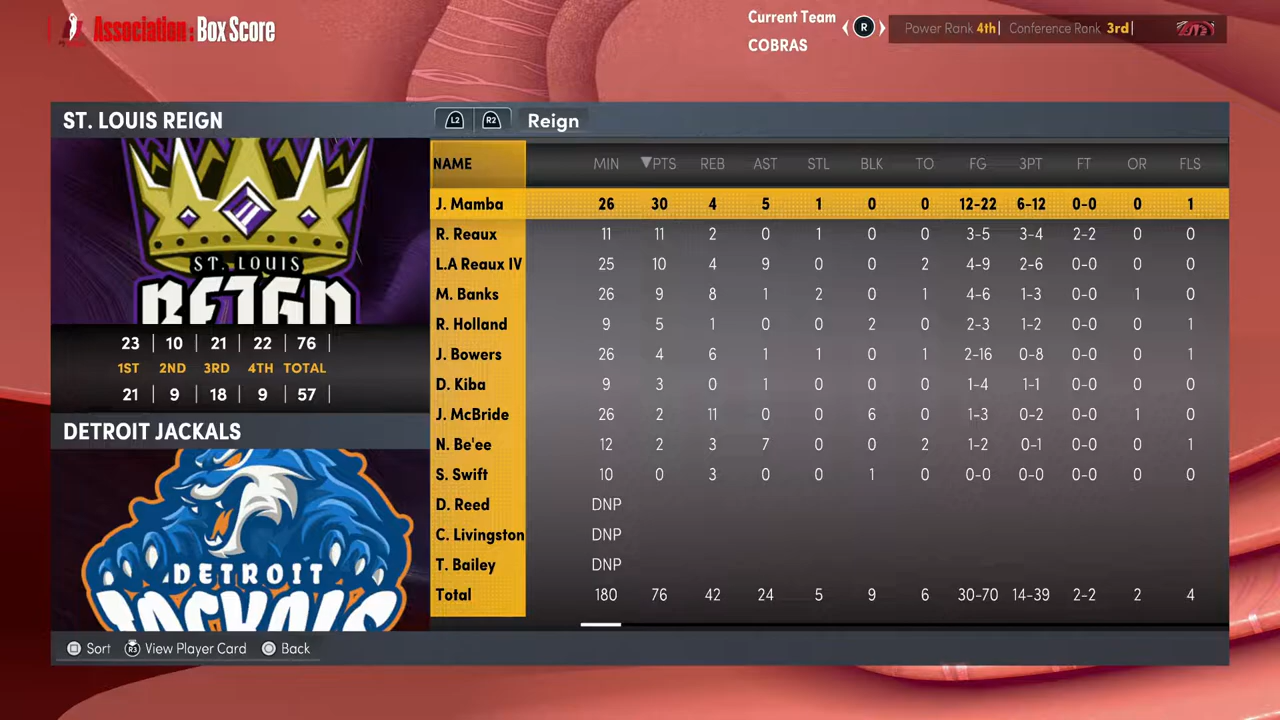 Association: Box Score
Current Team
COBRAS
R
Power Rank 4th| Conference Rank 3rd|
ST. LOUIS REIGN
ST. LOUIS
REIGN
23 | 10 | 21 | 22 | 76 |
1ST 2ND 3RD 4TH TOTAL
21 | 9 | 18 | 9 | 57 |
DETROIT JACKALS
DETROIT
JACKALS
L2 R2 Reign
NAME MIN ▼PTS REB AST STL BLK TO FG 3PT FT OR FLS
J. Mamba 26 30 4 5 1 0 0 12-22 6-12 0-0 0 1
R. Reaux 11 11 2 0 1 0 0 3-5 3-4 2-2 0 0
L.A Reaux IV 25 10 4 9 0 0 2 4-9 2-6 0-0 0 0
M. Banks 26 9 8 1 2 0 1 4-6 1-3 0-0 1 0
R. Holland 9 5 1 0 0 2 0 2-3 1-2 0-0 0 1
J. Bowers 26 4 6 1 1 0 1 2-16 0-8 0-0 0 1
D. Kiba 9 3 0 1 0 0 0 1-4 1-1 0-0 0 0
J. McBride 26 2 11 0 0 6 0 1-3 0-2 0-0 1 0
N. Be'ee 12 2 3 7 0 0 2 1-2 0-1 0-0 0 1
S. Swift 10 0 3 0 0 1 0 0-0 0-0 0-0 0 0
D. Reed DNP
C. Livingston DNP
T. Bailey DNP
Total 180 76 42 24 5 9 6 30-70 14-39 2-2 2 4
Sort R3 View Player Card Back